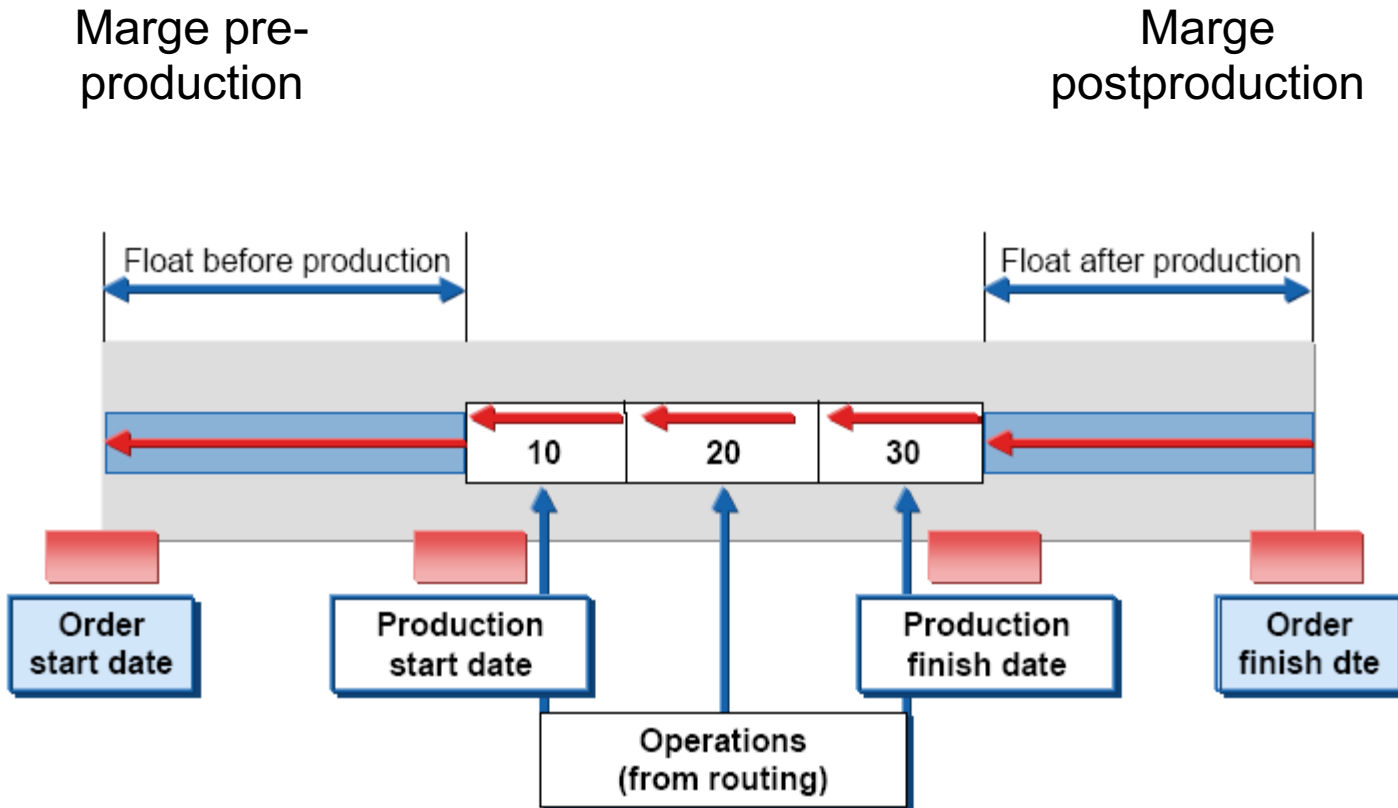 Marge pre-
production
Marge
postproduction
Float before production
Float after production
10
20
30
Order
start date
Production
start date
Production
finish date
Order
finish dte
Operations
(from routing)